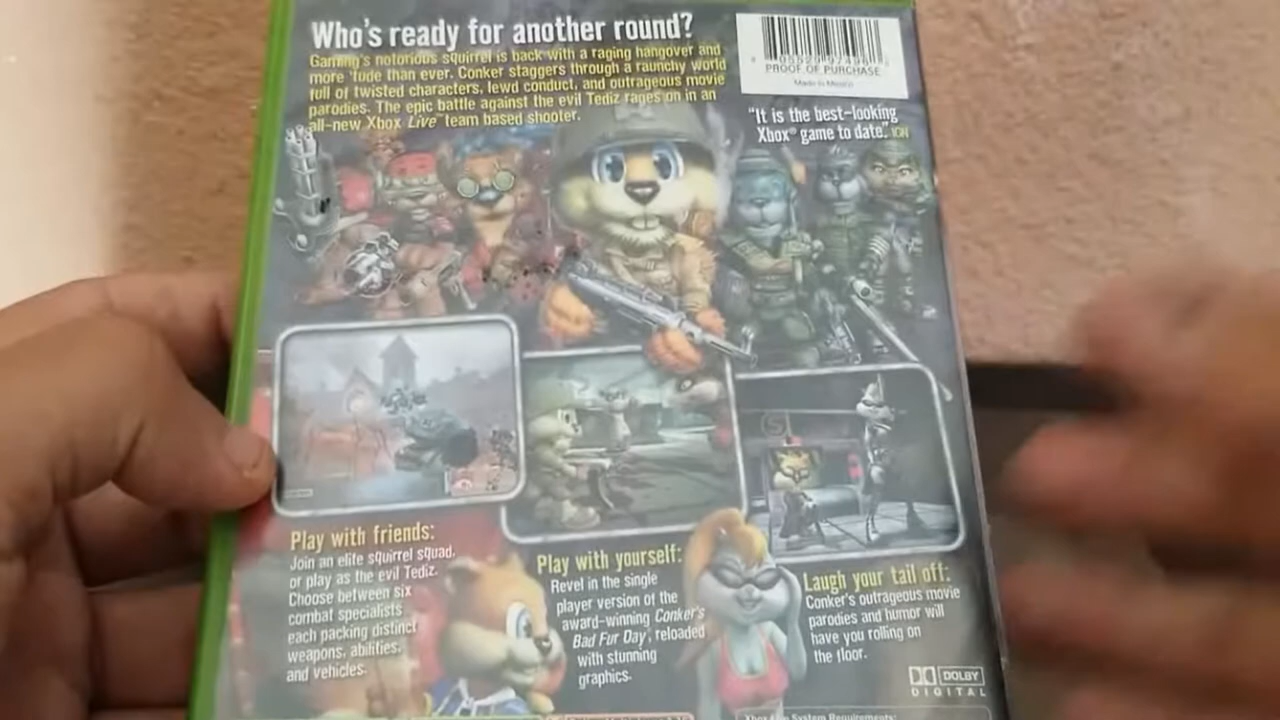 Who's ready for another round?
Gaming's notorious squirrel is back with a raging hangover and
more 'tude than ever. Conker staggers through a raunchy world
full of twisted characters, lewd conduct, and outrageous movie
parodies. The epic battle against the evil Tediz rages on in an
all-new Xbox Live™ team based shooter.
PROOF OF PURCHASE
Made in Mexico
"It is the best-looking
Xbox® game to date". IGN
Play with friends:
Join an elite squirrel squad,
or play as the evil Tediz.
Choose between six
combat specialists
each packing distinct
weapons, abilities,
and vehicles.
Play with yourself:
Revel in the single
player version of the
award-winning Conker's
Bad Fur Day, reloaded
with stunning
graphics.
Laugh your tail off:
Conker's outrageous movie
parodies and humor will
have you rolling on
the floor.
DOLBY
DIGITAL
Xbox Live System Requirements: